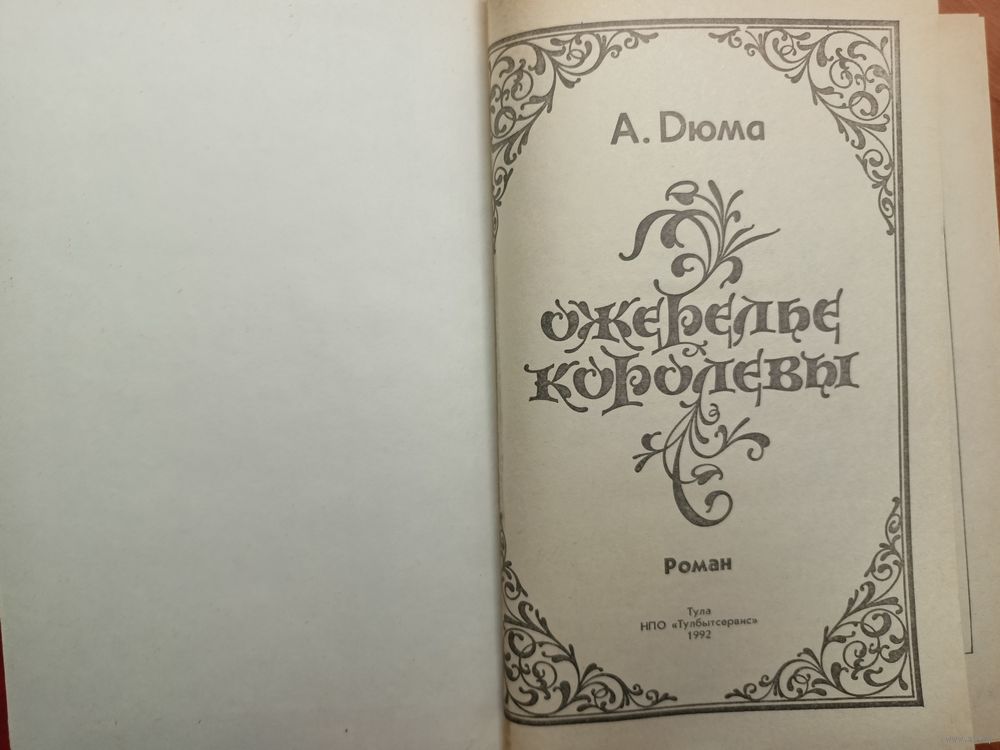 А. Дюма
ожерелье
королевы
Роман
Тула
НПО «Тулбытсервис»
1992